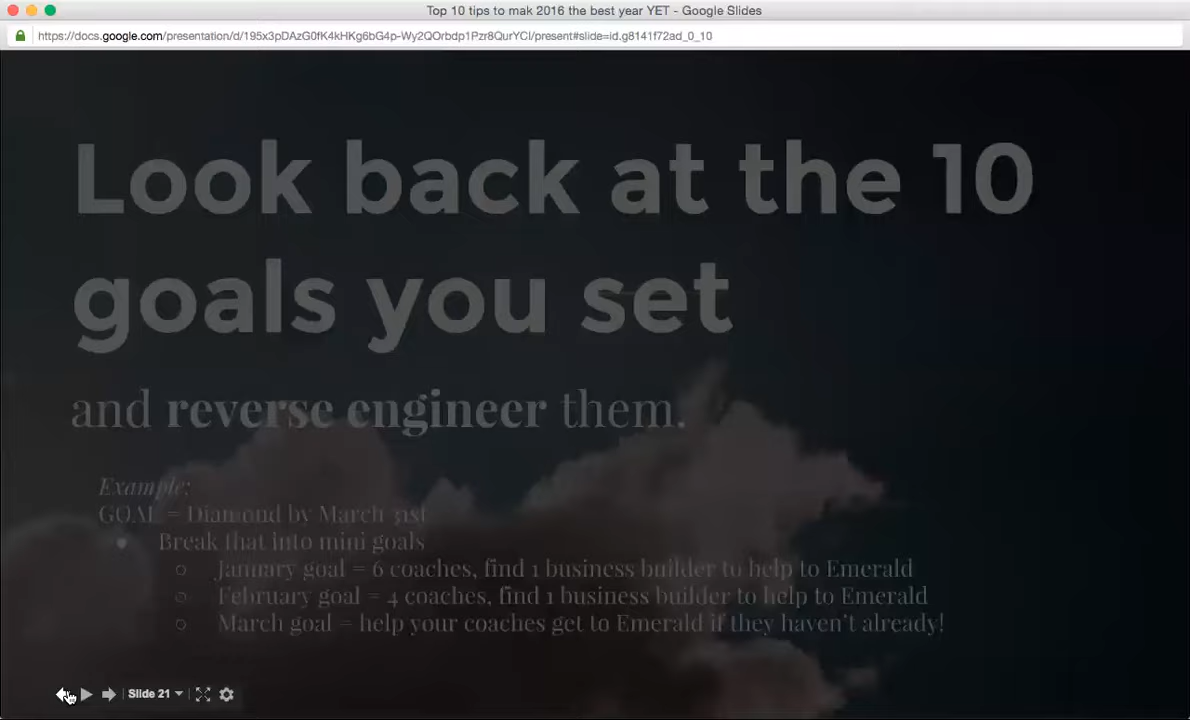 Top 10 tips to mak 2016 the best year YET - Google Slides
https://docs.google.com/presentation/d/195x3pDAzG0fK4kHKg6bG4p-Wy2QOrbdp1Pzr8QurYCI/present#slide=id.g8141f72ad_0_10
Look back at the 10
goals you set
and reverse engineer them.
Example:
GOAL = Diamond by March 31st
● Break that into mini goals
○ January goal = 6 coaches, find 1 business builder to help to Emerald
○ February goal = 4 coaches, find 1 business builder to help to Emerald
○ March goal = help your coaches get to Emerald if they haven't already!
Slide 21